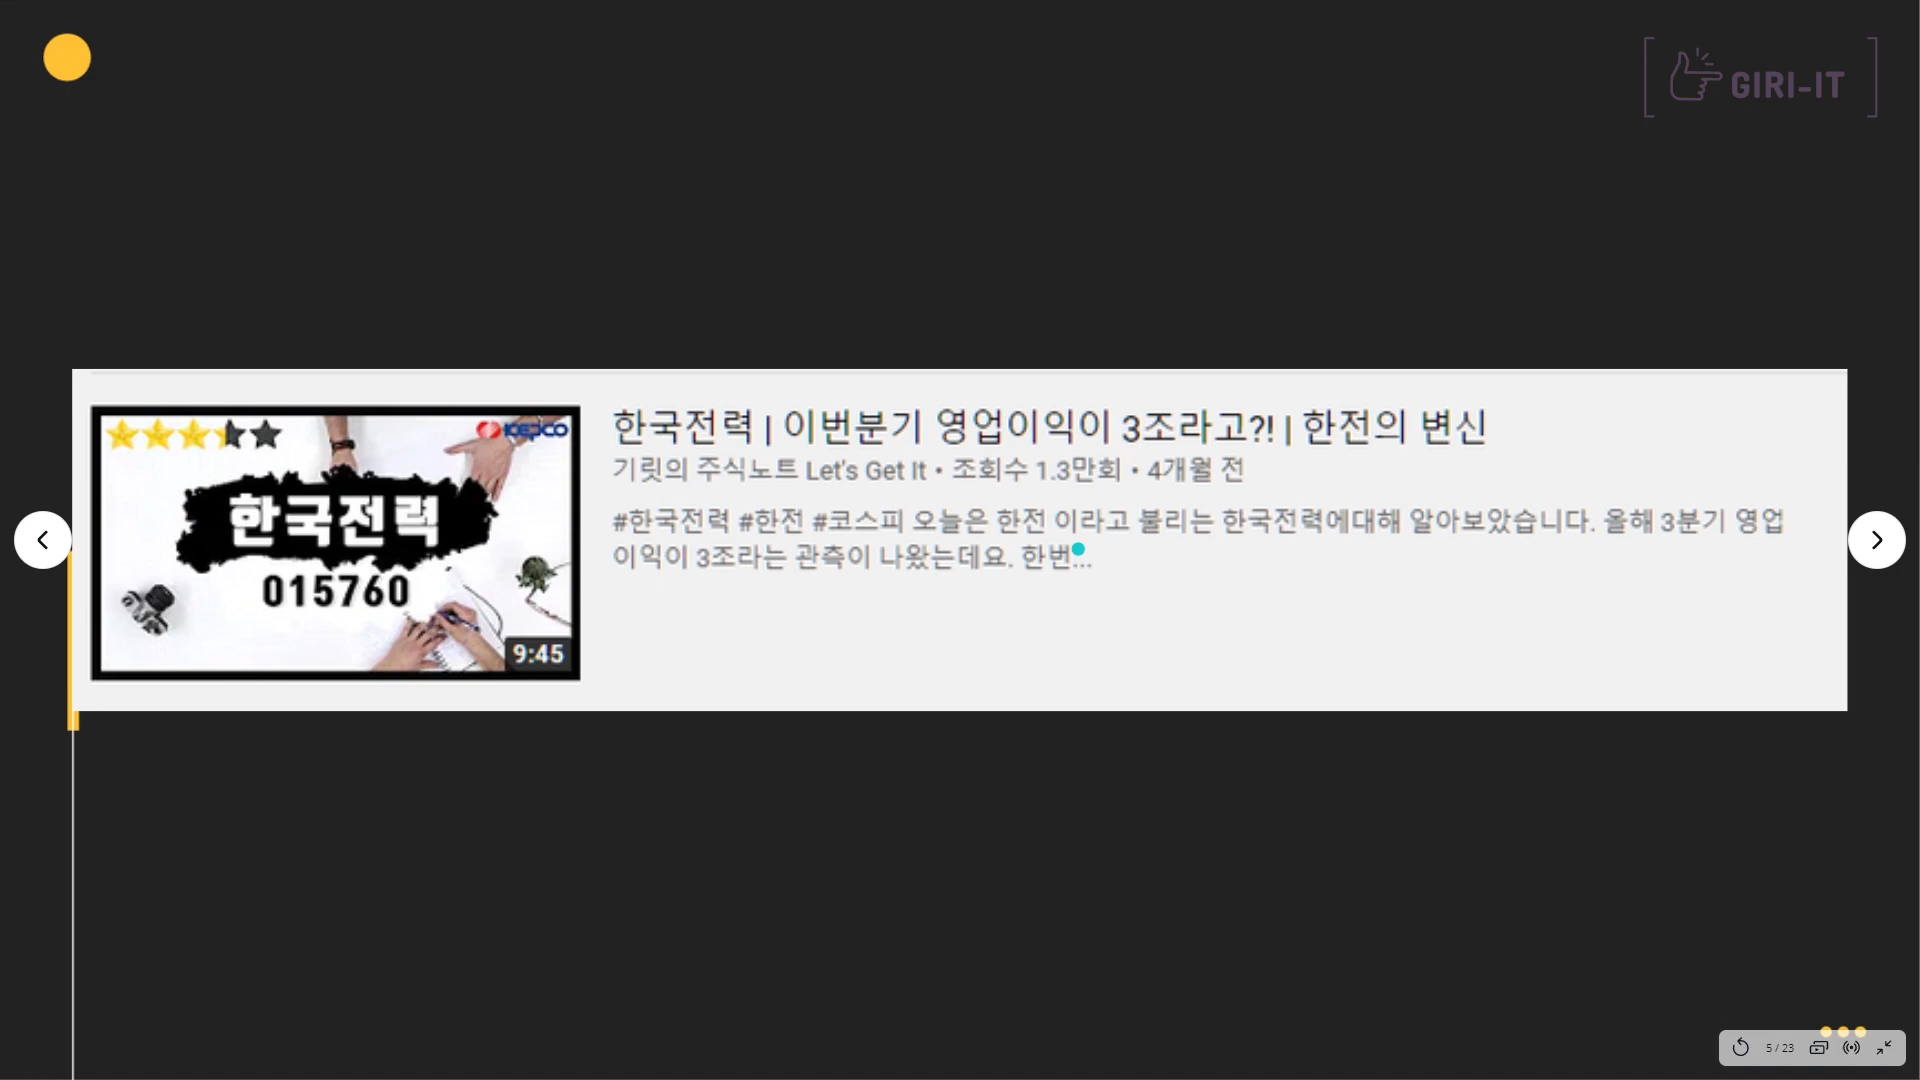 GIRI-IT
KEPCO
한국전력
015760
9:45
한국전력 | 이번분기 영업이익이 3조라고?! | 한전의 변신
기릿의 주식노트 Let's Get It • 조회수 1.3만회 • 4개월 전
#한국전력 #한전 #코스피 오늘은 한전 이라고 불리는 한국전력에대해 알아보았습니다. 올해 3분기 영업
이익이 3조라는 관측이 나왔는데요. 한번...
5 / 23